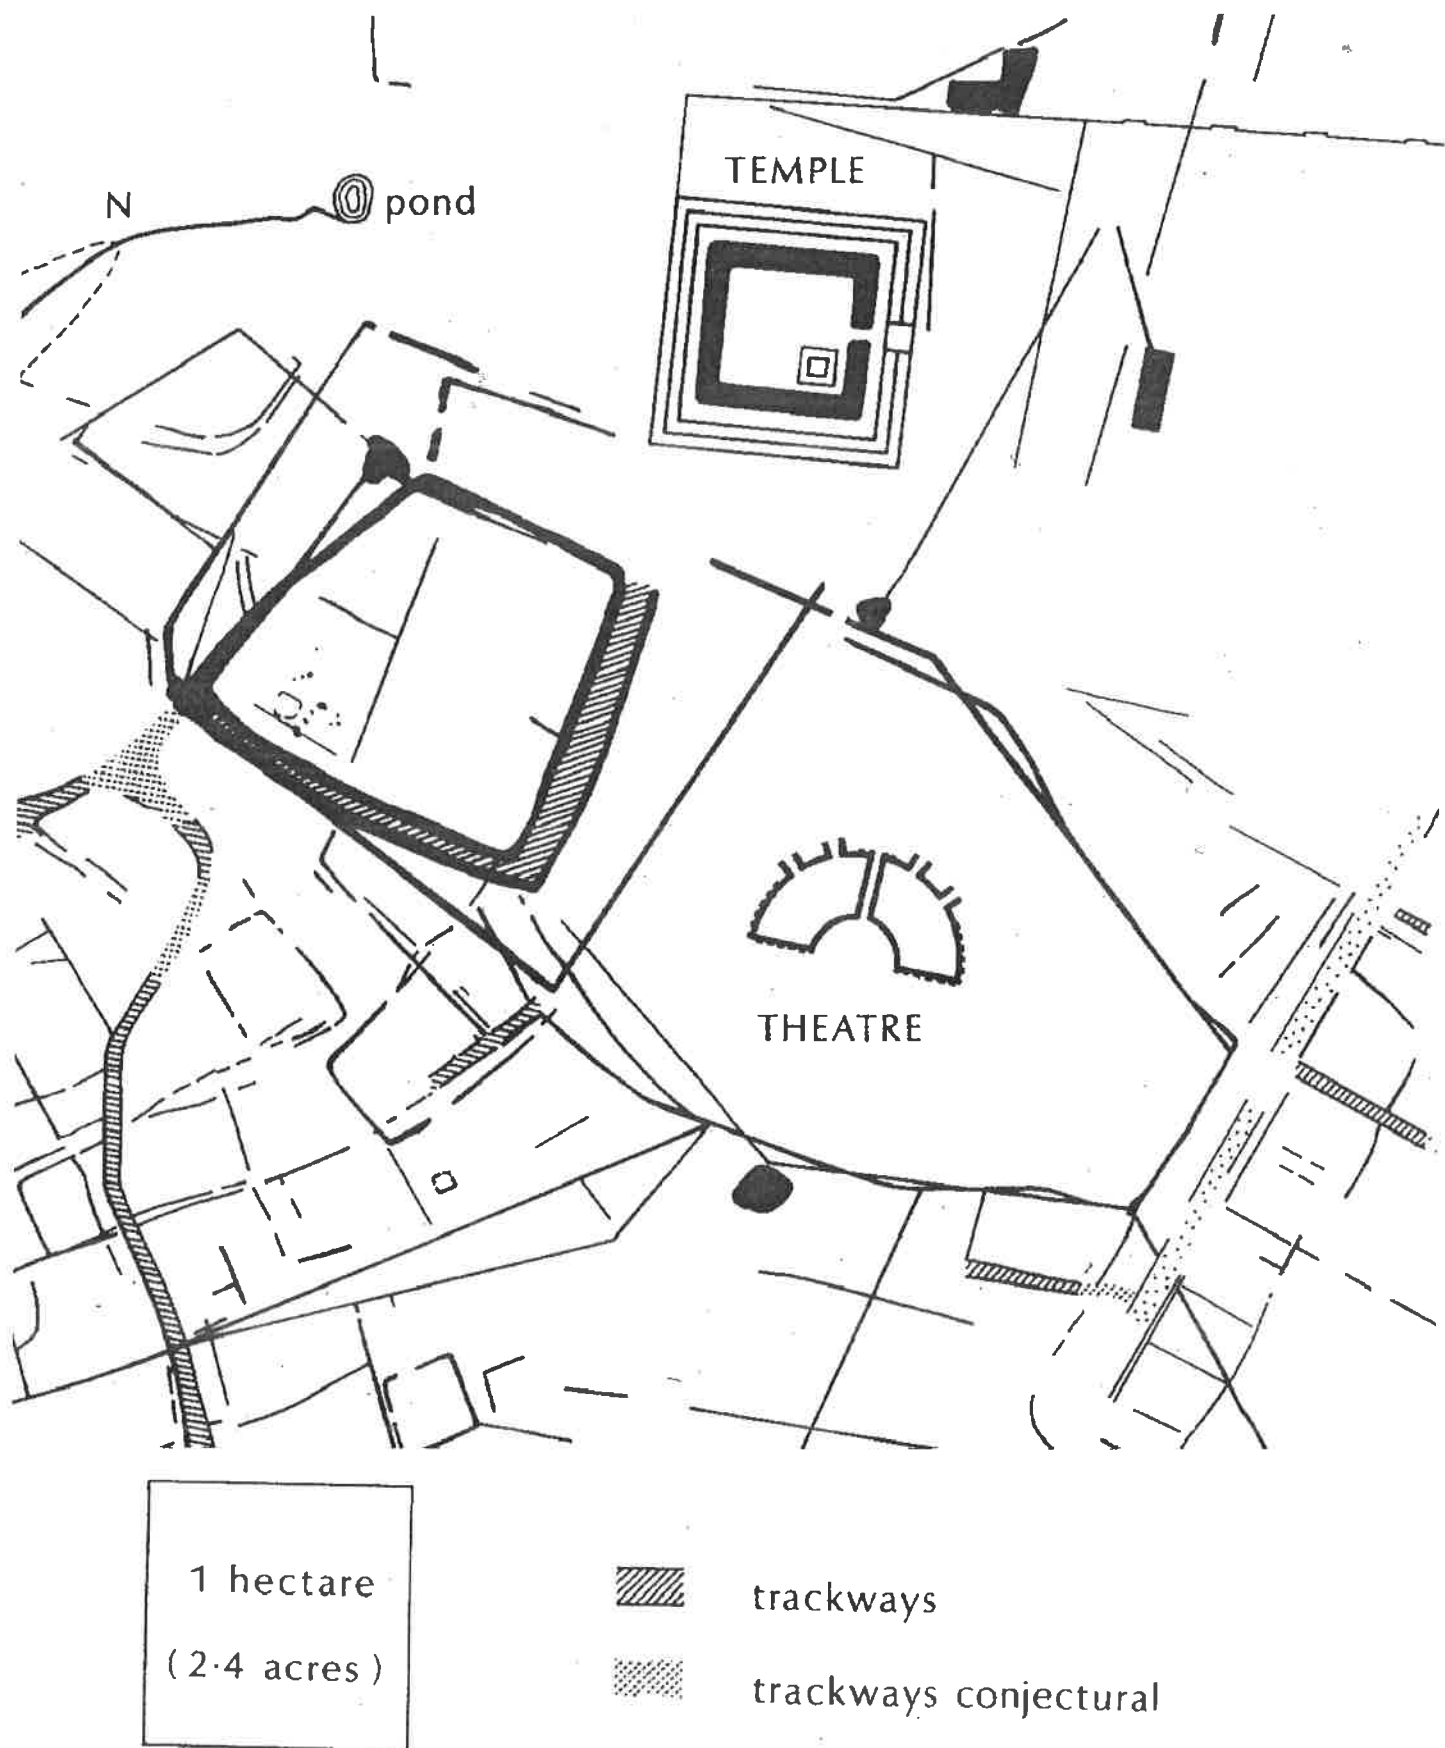 TEMPLE
N
pond
THEATRE
1 hectare
(2·4 acres)
trackways
trackways conjectural